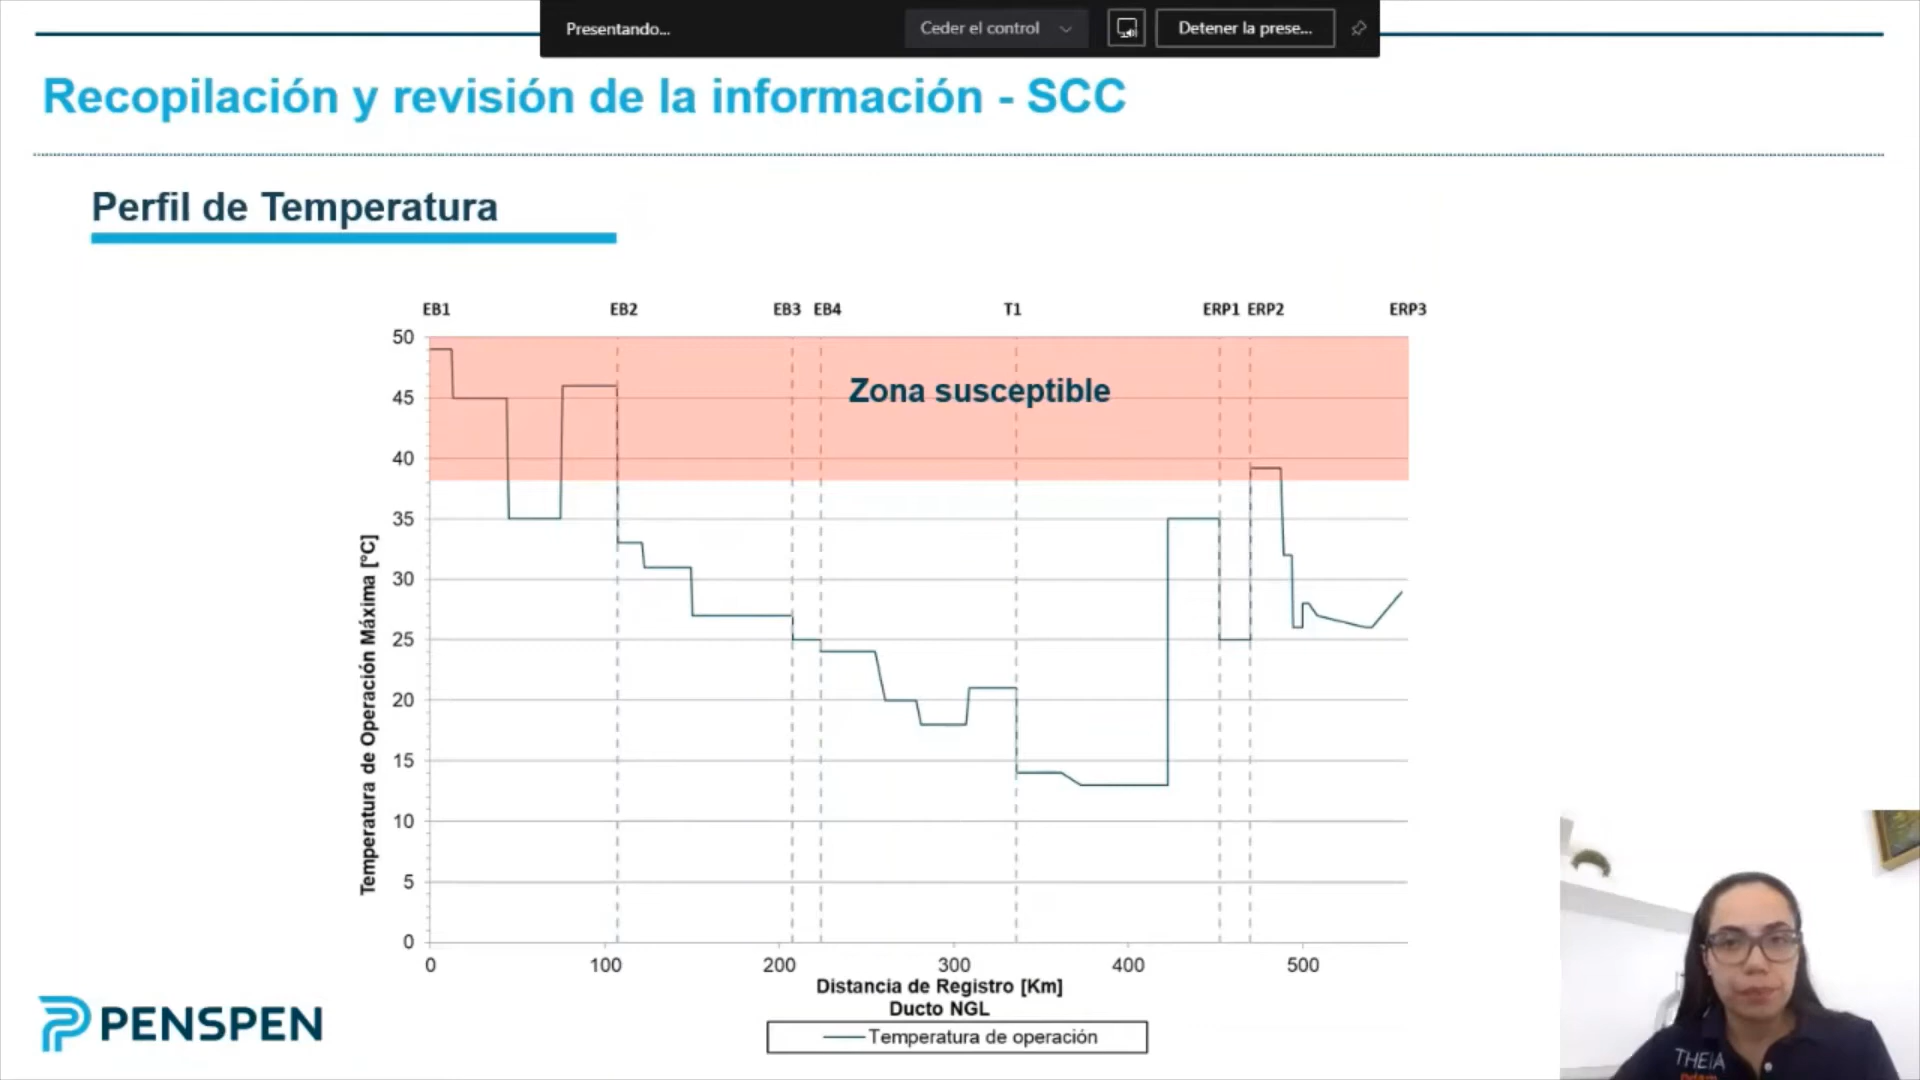 Presentando...
Ceder el control
Detener la prese...
Recopilación y revisión de la información - SCC
Perfil de Temperatura
EB1 EB2 EB3 EB4 T1 ERP1 ERP2 ERP3
Zona susceptible
50
45
40
35
30
25
20
15
10
5
0
Temperatura de Operación Máxima [°C]
0 100 200 300 400 500
Distancia de Registro [Km]
Ducto NGL
Temperatura de operación
PENSPEN
THEIA